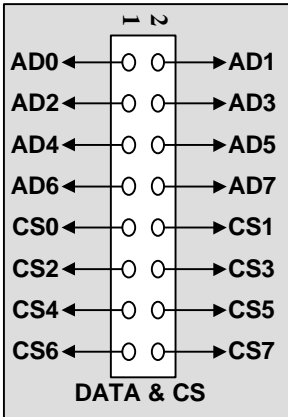 1 2
AD0 AD1
AD2 AD3
AD4 AD5
AD6 AD7
CS0 CS1
CS2 CS3
CS4 CS5
CS6 CS7
DATA & CS